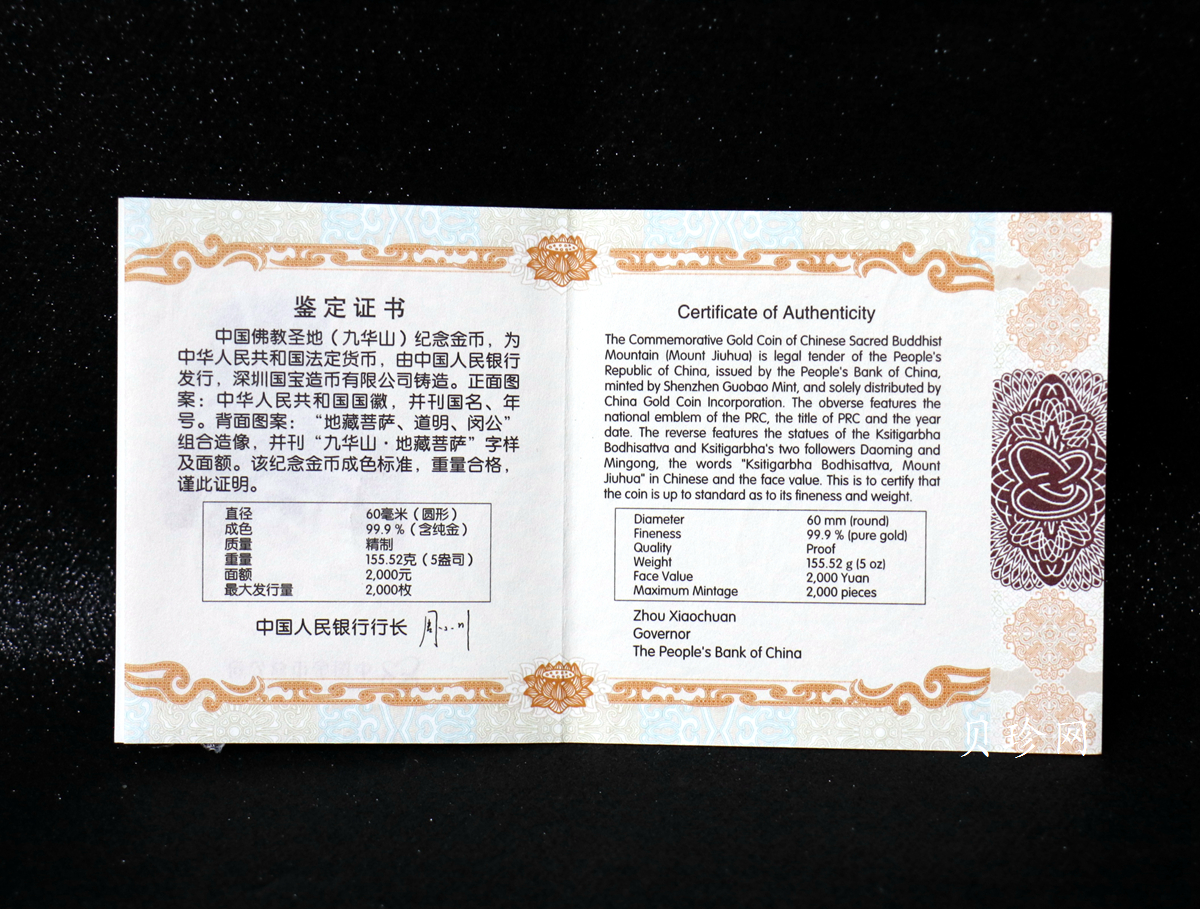 鉴定证书
中国佛教圣地（九华山）纪念金币，为
中华人民共和国法定货币，由中国人民银行
发行，深圳国宝造币有限公司铸造。正面图
案：中华人民共和国国徽，并刊国名、年
号。背面图案：“地藏菩萨、道明、闵公”
组合造像，并刊“九华山·地藏菩萨”字样
及面额。该纪念金币成色标准，重量合格，
谨此证明。
直径 60毫米（圆形）
成色 99.9 %（含纯金）
质量 精制
重量 155.52克（5盎司）
面额 2,000元
最大发行量 2,000枚
中国人民银行行长
Certificate of Authenticity
The Commemorative Gold Coin of Chinese Sacred Buddhist
Mountain (Mount Jiuhua) is legal tender of the People's
Republic of China, issued by the People's Bank of China,
minted by Shenzhen Guobao Mint, and solely distributed by
China Gold Coin Incorporation. The obverse features the
national emblem of the PRC, the title of PRC and the year
date. The reverse features the statues of the Ksitigarbha
Bodhisattva and Ksitigarbha's two followers Daoming and
Mingong, the words "Ksitigarbha Bodhisattva, Mount
Jiuhua" in Chinese and the face value. This is to certify that
the coin is up to standard as to its fineness and weight.
Diameter 60 mm (round)
Fineness 99.9 % (pure gold)
Quality Proof
Weight 155.52 g (5 oz)
Face Value 2,000 Yuan
Maximum Mintage 2,000 pieces
Zhou Xiaochuan
Governor
The People's Bank of China
贝珍网